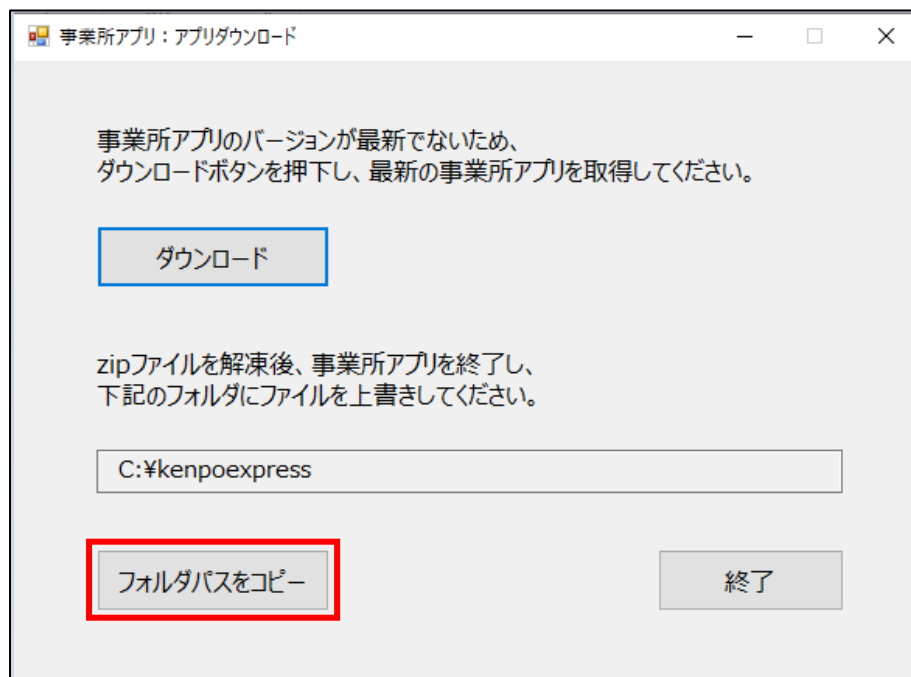 事業所アプリ：アプリダウンロード
事業所アプリのバージョンが最新でないため、
ダウンロードボタンを押下し、最新の事業所アプリを取得してください。
ダウンロード
zipファイルを解凍後、事業所アプリを終了し、
下記のフォルダにファイルを上書きしてください。
C:¥kenpoexpress
フォルダパスをコピー
終了